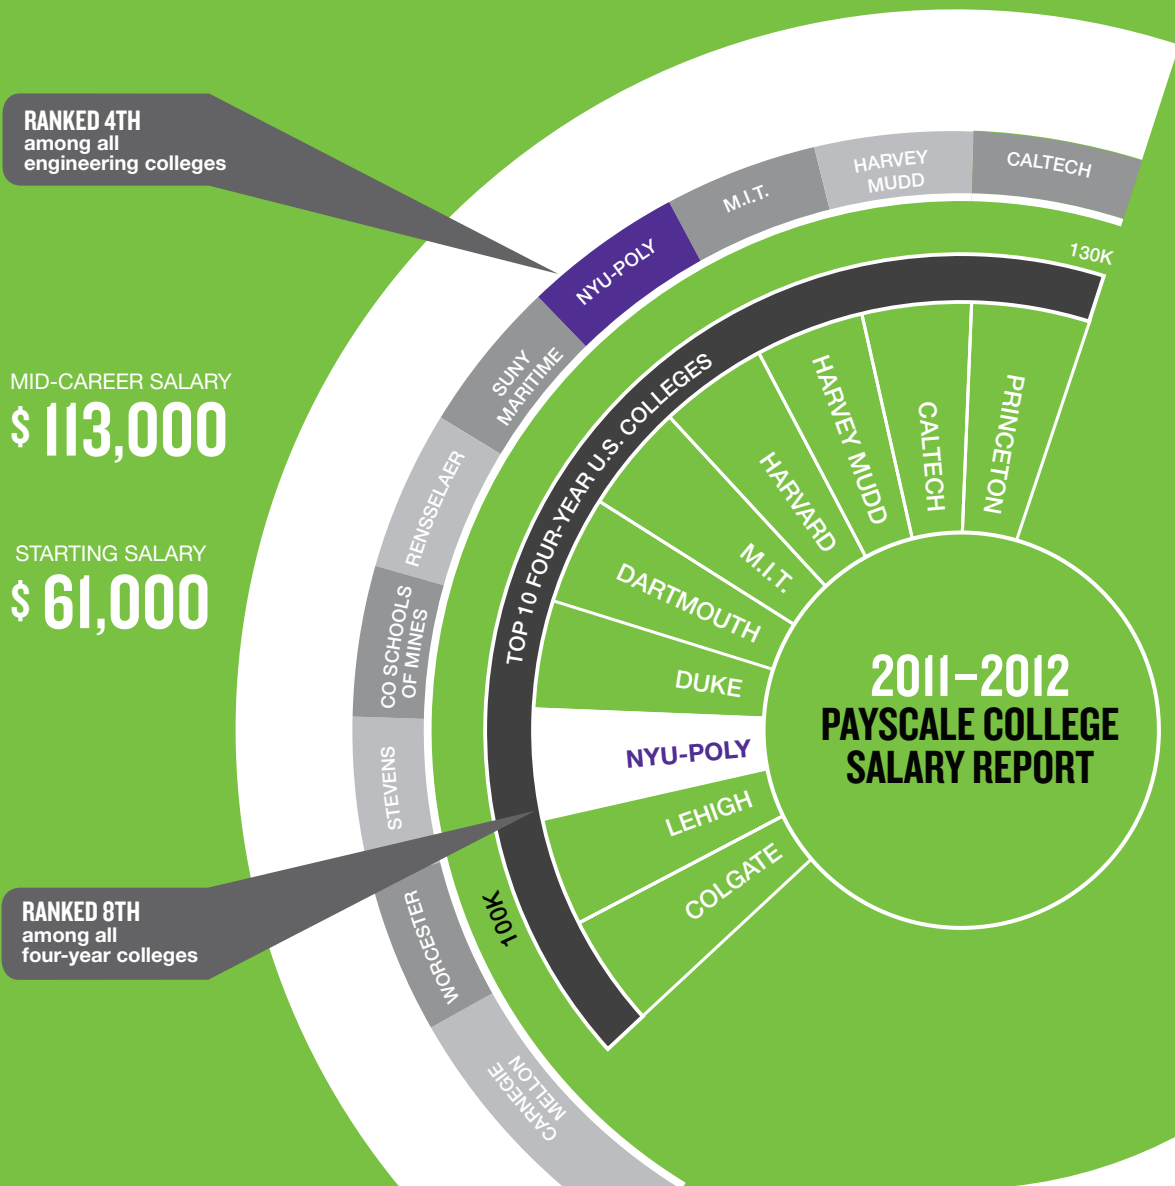 RANKED 4TH
among all
engineering colleges
MID-CAREER SALARY
$ 113,000
STARTING SALARY
$ 61,000
RANKED 8TH
among all
four-year colleges
CALTECH
HARVEY
MUDD
M.I.T.
NYU-POLY
SUNY
MARITIME
RENSSELAER
CO SCHOOLS
OF MINES
STEVENS
WORCESTER
CARNEGIE
MELLON
130K
TOP 10 FOUR-YEAR U.S. COLLEGES
100K
PRINCETON
CALTECH
HARVEY MUDD
HARVARD
M.I.T.
DARTMOUTH
DUKE
NYU-POLY
LEHIGH
COLGATE
2011–2012
PAYSCALE COLLEGE
SALARY REPORT